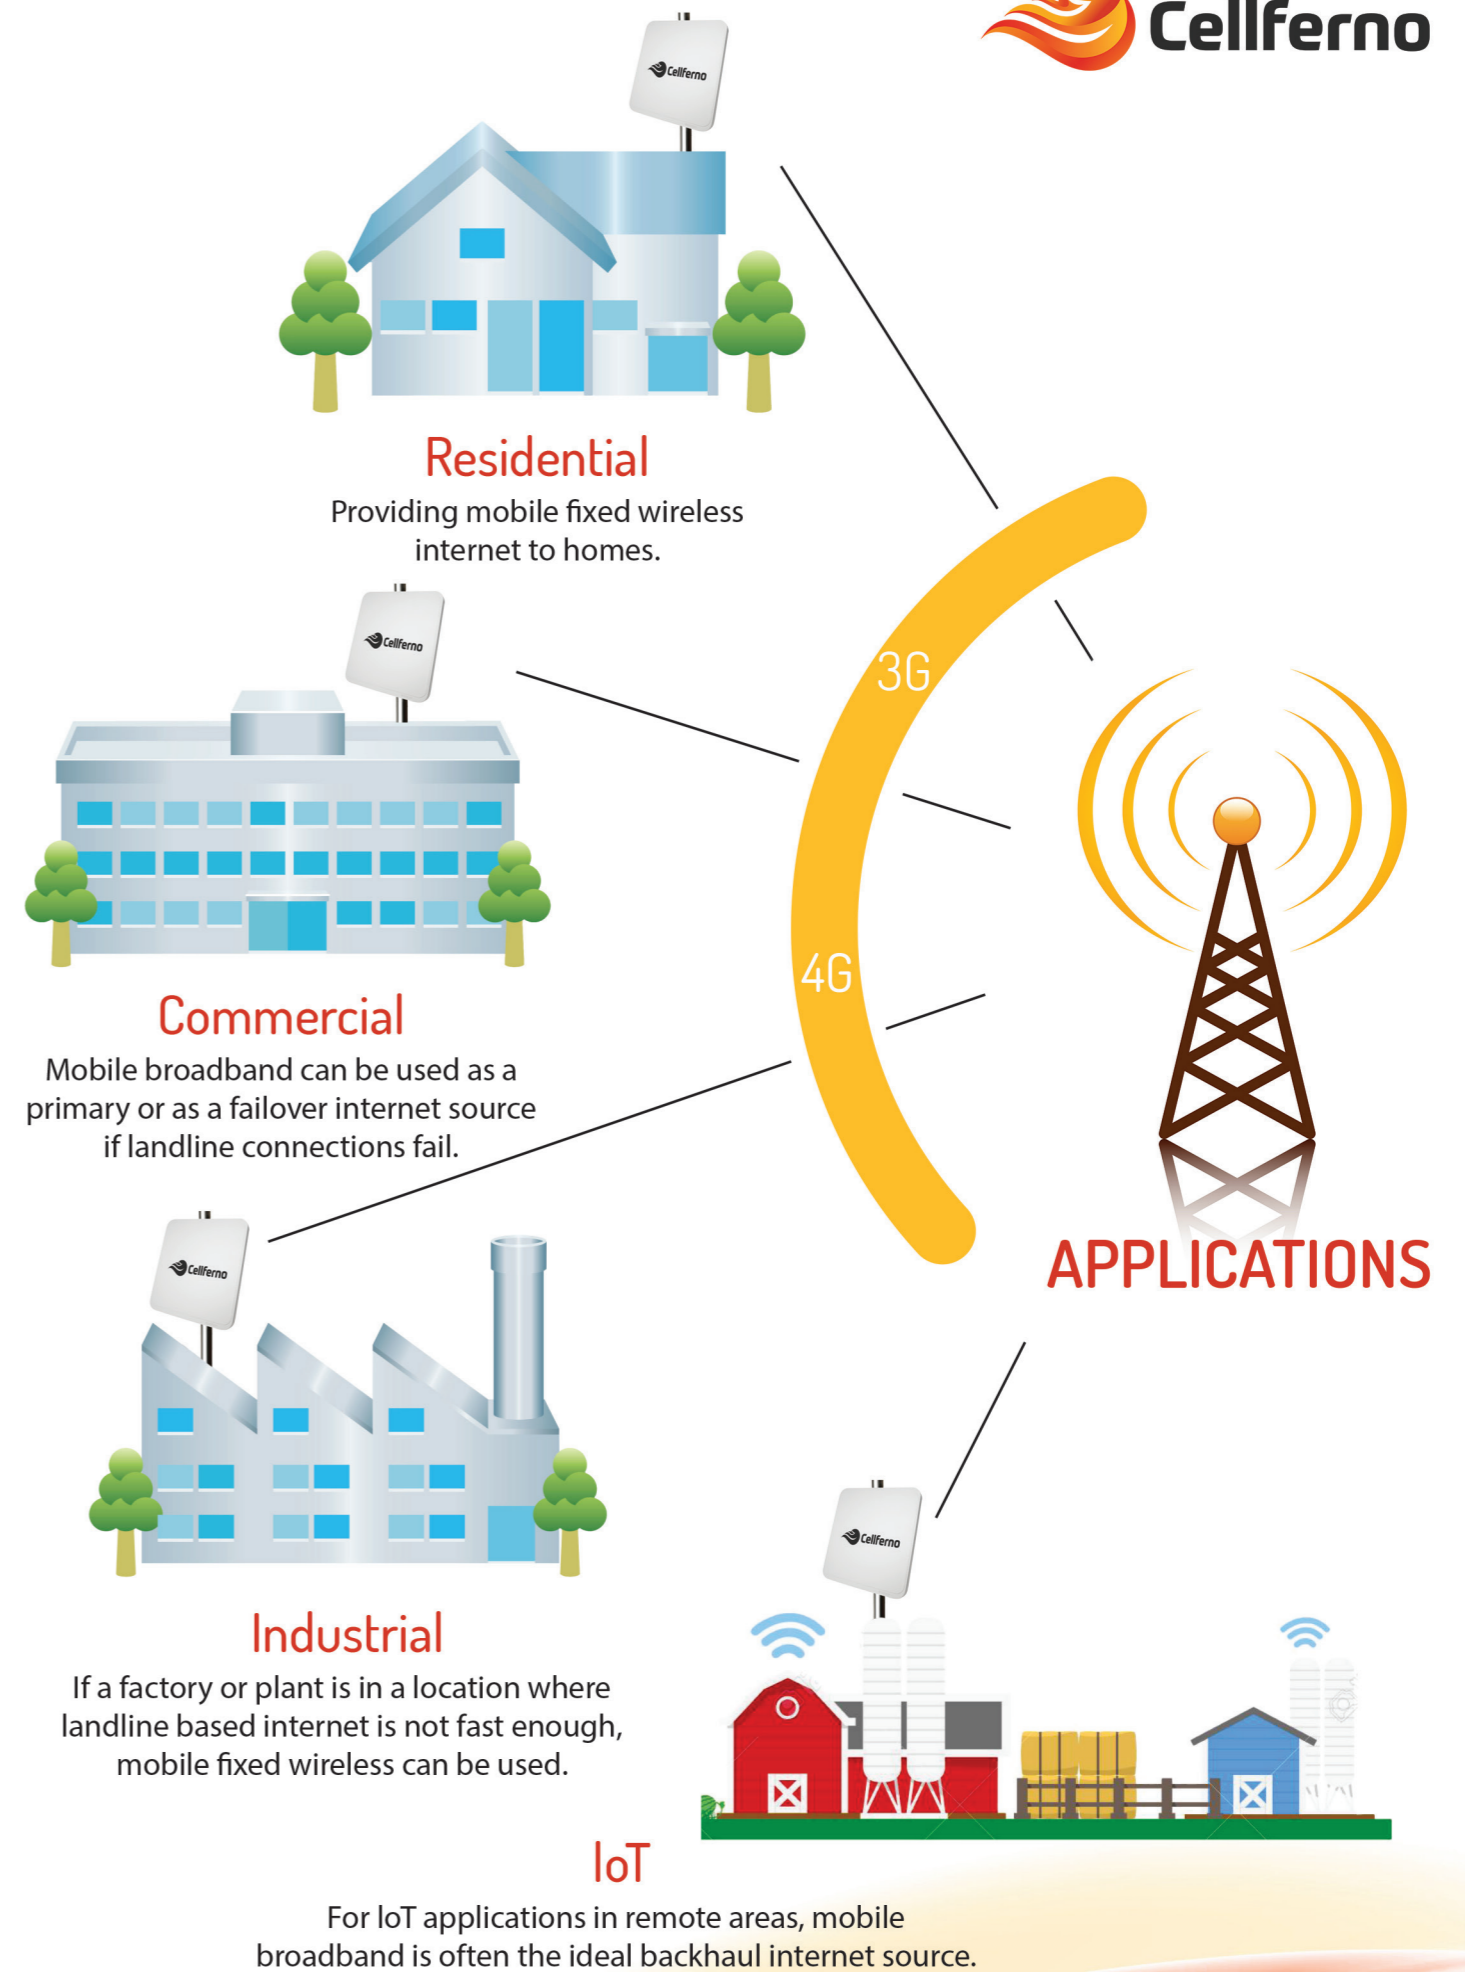 Cellferno
Cellferno
Residential
Providing mobile fixed wireless
internet to homes.
Cellferno
3G
4G
Commercial
Mobile broadband can be used as a
primary or as a failover internet source
if landline connections fail.
Cellferno
APPLICATIONS
Industrial
If a factory or plant is in a location where
landline based internet is not fast enough,
mobile fixed wireless can be used.
Cellferno
IoT
For IoT applications in remote areas, mobile
broadband is often the ideal backhaul internet source.